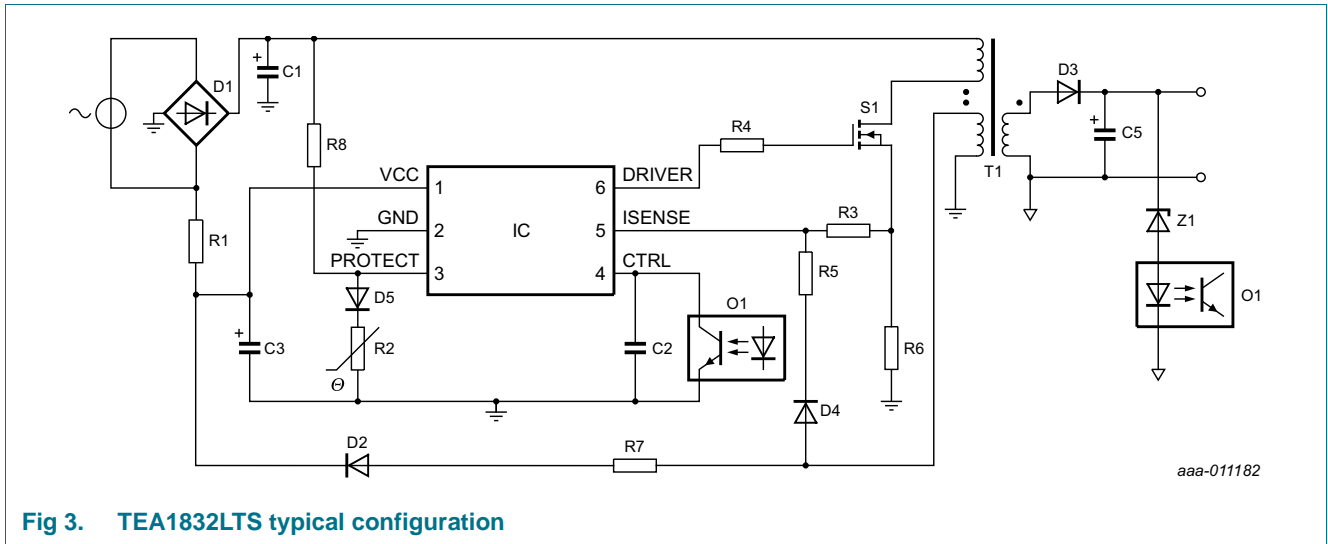 D1
+
C1
R8
R1
VCC
GND
PROTECT
1
2
3
IC
6
5
4
DRIVER
ISENSE
CTRL
R4
S1
R3
R5
R6
T1
D3
+
C5
Z1
O1
+
C3
D5
R2
Θ
C2
O1
D4
D2
R7
aaa-011182
Fig 3. TEA1832LTS typical configuration